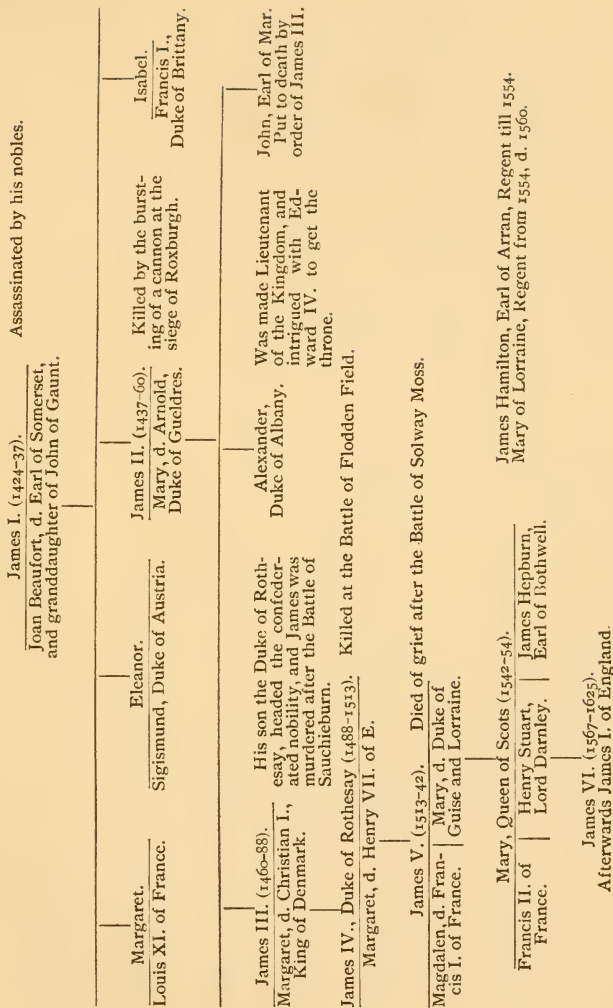 James I. (1424-37). Assassinated by his nobles.
Joan Beaufort, d. Earl of Somerset,
and granddaughter of John of Gaunt.
Margaret.
Louis XI. of France.
Eleanor.
Sigismund, Duke of Austria.
James II. (1437-60).
Mary, d. Arnold,
Duke of Gueldres.
Killed by the burst-
ing of a cannon at the
siege of Roxburgh.
Isabel.
Francis I.,
Duke of Brittany.
James III. (1460-88).
Margaret, d. Christian I.,
King of Denmark.
His son the Duke of Roth-
esay, headed the confeder-
ated nobility, and James was
murdered after the Battle of
Sauchieburn.
Alexander,
Duke of Albany.
Was made Lieutenant
of the Kingdom, and
intrigued with Ed-
ward IV. to get the
throne.
John, Earl of Mar.
Put to death by
order of James III.
James IV., Duke of Rothesay (1488-1513). Killed at the Battle of Flodden Field.
Margaret, d. Henry VII. of E.
James V. (1513-42). Died of grief after the Battle of Solway Moss.
Magdalen, d. Fran-
cis I. of France.
Mary, d. Duke of
Guise and Lorraine.
Mary, Queen of Scots (1542-54).
James Hamilton, Earl of Arran, Regent till 1554.
Mary of Lorraine, Regent from 1554, d. 1560.
Francis II. of
France.
Henry Stuart,
Lord Darnley.
James Hepburn,
Earl of Bothwell.
James VI. (1567-1625).
Afterwards James I. of England.